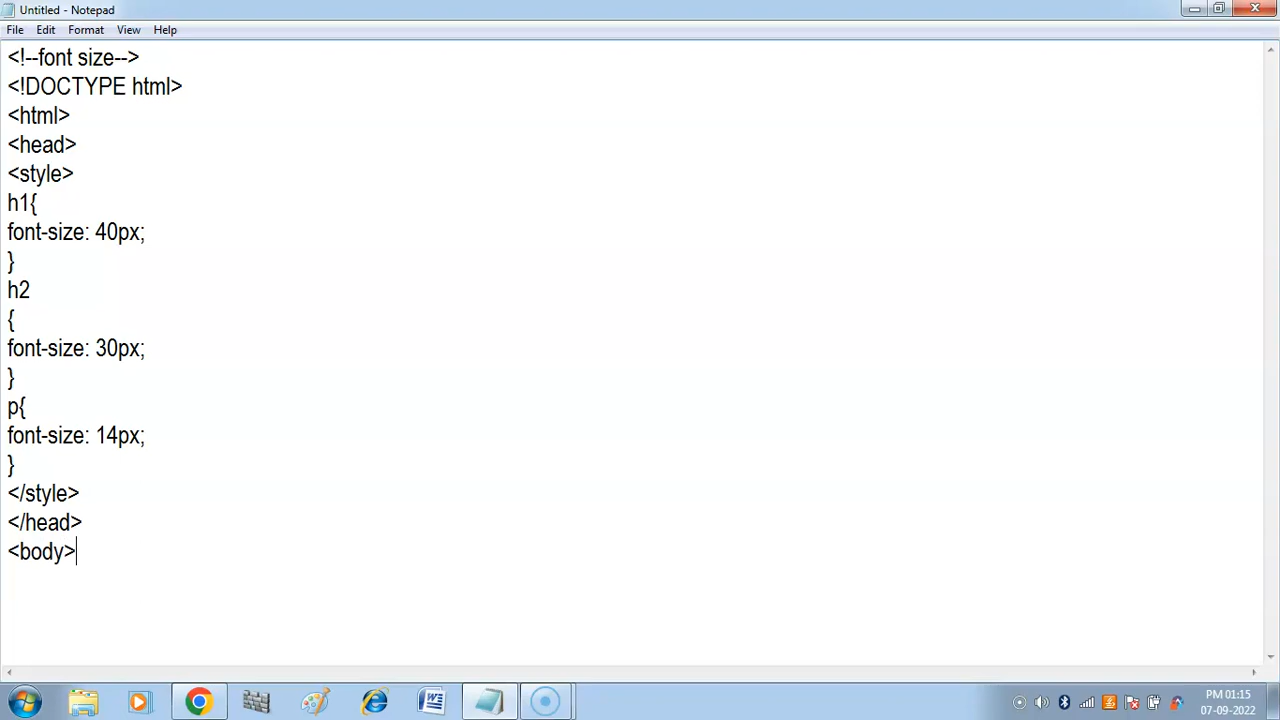 Untitled - Notepad
File Edit Format View Help
<!--font size-->
<!DOCTYPE html>
<html>
<head>
<style>
h1{
font-size: 40px;
}
h2
{
font-size: 30px;
}
p{
font-size: 14px;
}
</style>
</head>
<body>
PM 01:15
07-09-2022